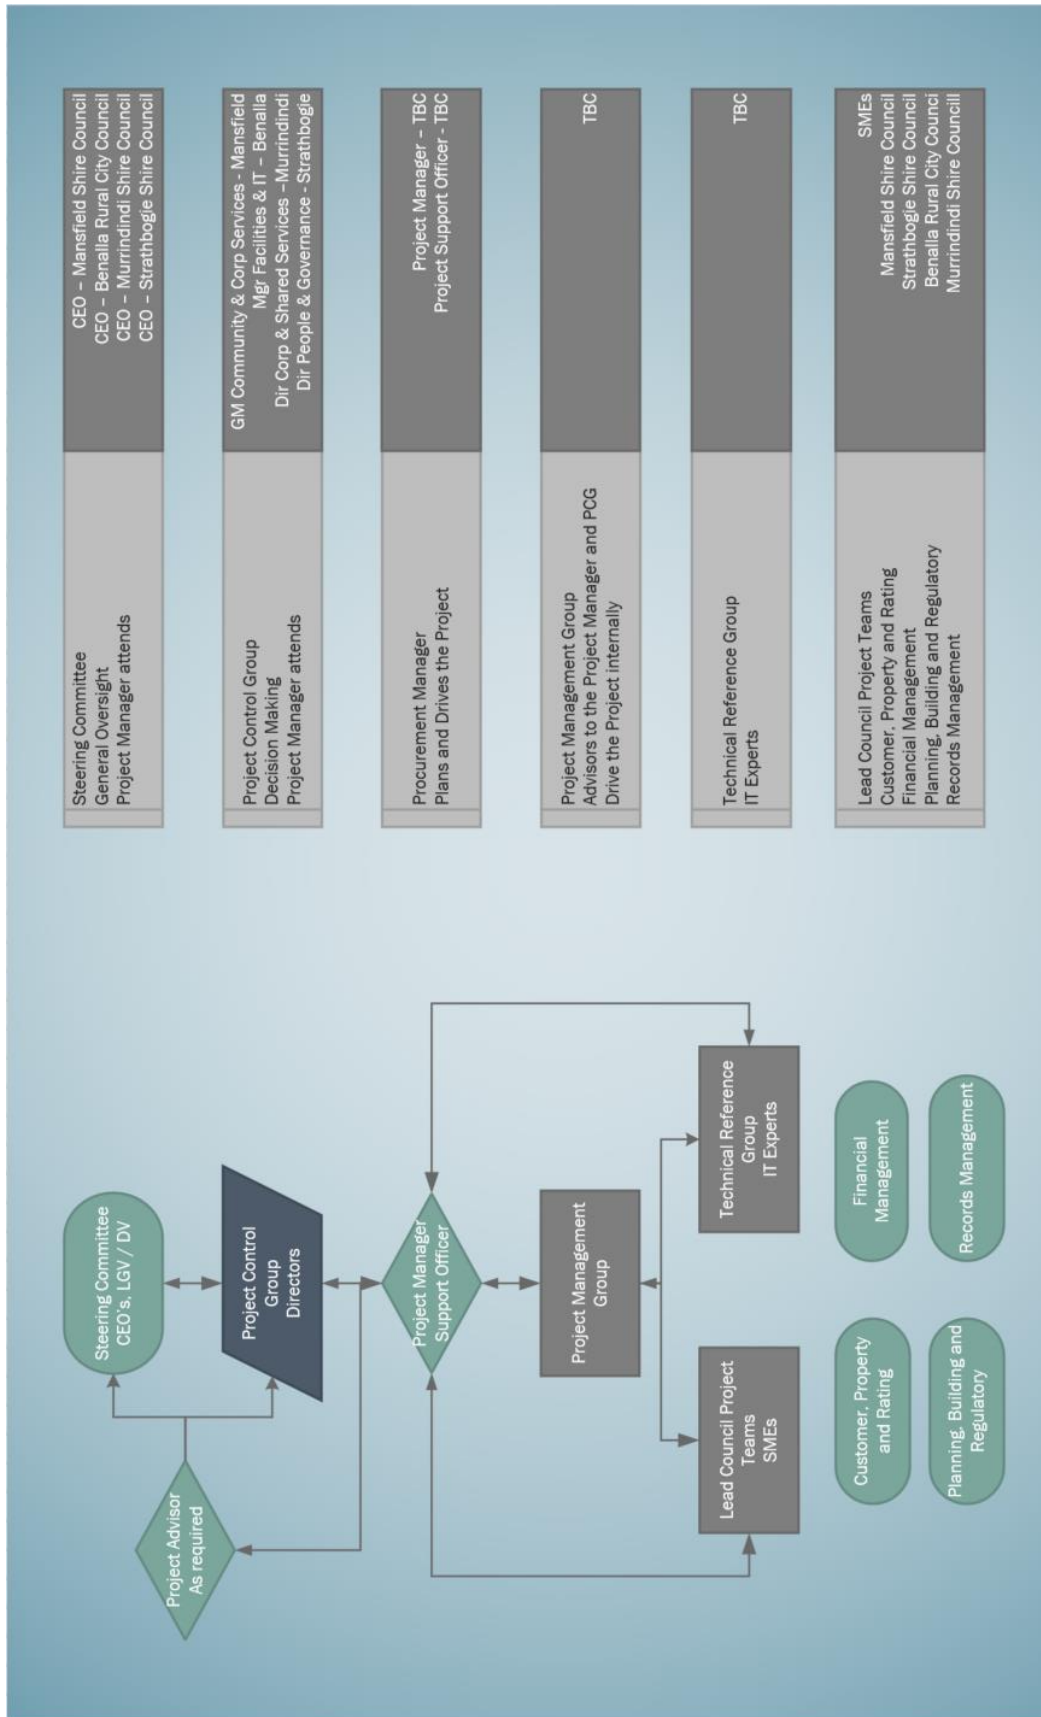 Project Advisor
As required
Steering Committee
CEO's, LGV / DV
Project Control
Group
Directors
Project Manager
Support Officer
Project Management
Group
Lead Council Project
Teams
SMEs
Technical Reference
Group
IT Experts
Customer, Property
and Rating
Financial
Management
Planning, Building and
Regulatory
Records Management
Steering Committee
General Oversight
Project Manager attends
CEO – Mansfield Shire Council
CEO – Benalla Rural City Council
CEO – Murrindindi Shire Council
CEO – Strathbogie Shire Council
Project Control Group
Decision Making
Project Manager attends
GM Community & Corp Services - Mansfield
Mgr Facilities & IT – Benalla
Dir Corp & Shared Services –Murrindindi
Dir People & Governance - Strathbogie
Procurement Manager
Plans and Drives the Project
Project Manager – TBC
Project Support Officer - TBC
Project Management Group
Advisors to the Project Manager and PCG
Drive the Project internally
TBC
Technical Reference Group
IT Experts
TBC
Lead Council Project Teams
Customer, Property and Rating
Financial Management
Planning, Building and Regulatory
Records Management
SMEs
Mansfield Shire Council
Strathbogie Shire Council
Benalla Rural City Council
Murrindindi Shire Councill